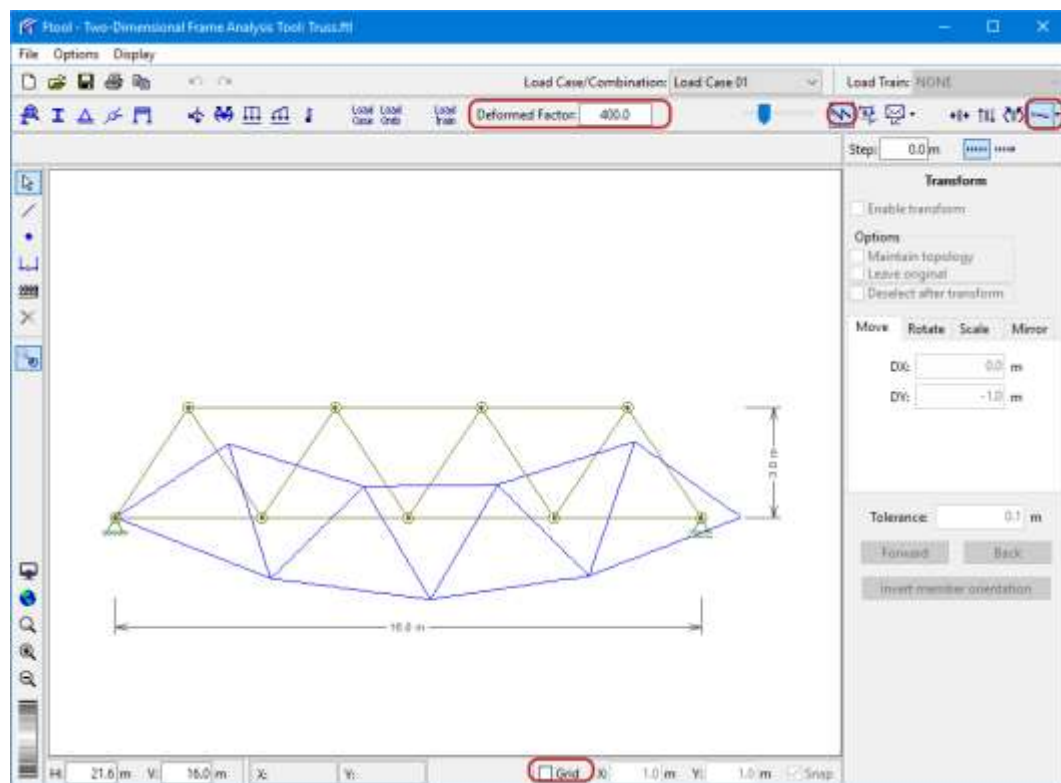 Ftool - Two-Dimensional Frame Analysis Tool: Truss.ftl
File Options Display
Load Case/Combination: Load Case 01 Load Train: NONE
Load Case Load Comb Load Train Deformed Factor: 400.0
Step: 0.0 m
Transform
Enable transform
Options
Maintain topology
Leave original
Deselect after transform
Move Rotate Scale Mirror
DX: 0.0 m
DY: -1.0 m
3.0 m
Tolerance: 0.1 m
Forward Back
Invert member orientation
16.0 m
H: 21.6 m V: 16.0 m X: Y: Grid X: 1.0 m Y: 1.0 m Snap